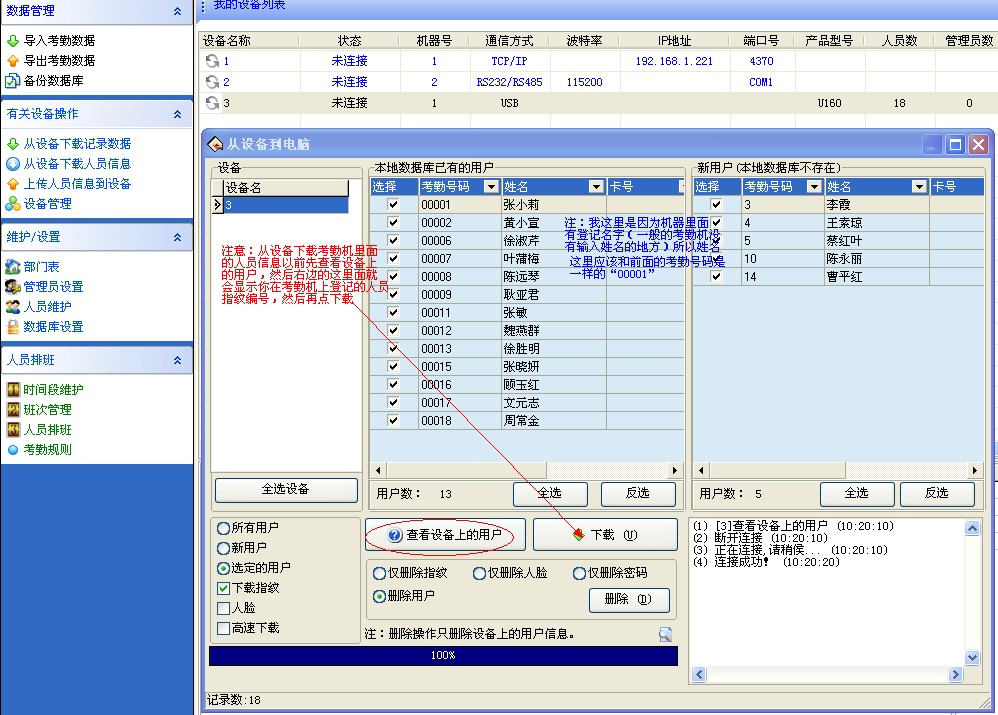 数据管理
导入考勤数据
导出考勤数据
备份数据库
有关设备操作
从设备下载记录数据
从设备下载人员信息
上传人员信息到设备
设备管理
维护/设置
部门表
管理员设置
人员维护
数据库设置
人员排班
时间段维护
班次管理
人员排班
考勤规则
我的设备列表
设备名称 状态 机器号 通信方式 波特率 IP地址 端口号 产品型号 人员数 管理员数
1 未连接 1 TCP/IP 192.168.1.221 4370
2 未连接 2 RS232/RS485 115200 COM1
3 未连接 1 USB U160 18 0
从设备到电脑
设备
设备名
3
注意：从设备下载考勤机里面
的人员信息以前先查看设备上
的用户，然后右边的这里面就
会显示你在考勤机上登记的人员
指纹编号，然后再点下载
全选设备
本地数据库已有的用户
选择 考勤号码 姓名 卡号
00001 张小莉
00002 黄小宣
00006 徐淑芹
00007 叶蒲梅
00008 陈远琴
00009 耿亚君
00011 张敏
00012 魏燕群
00013 徐胜明
00015 张晓妍
00016 顾玉红
00017 文元志
00018 周常金
注：我这里是因为机器里面
有登记名字（一般的考勤机没
有输入姓名的地方）所以姓名
这里应该和前面的考勤号码是
一样的“00001”
用户数： 13
全选
反选
新用户(本地数据库不存在)
选择 考勤号码 姓名 卡号
3 李霞
4 王素琼
5 蔡红叶
10 陈永丽
14 曹平红
用户数： 5
全选
反选
所有用户
新用户
选定的用户
下载指纹
人脸
高速下载
查看设备上的用户
下载 (U)
仅删除指纹
仅删除人脸
仅删除密码
删除用户
删除 (D)
注：删除操作只删除设备上的用户信息。
100%
(1) [3]查看设备上的用户 (10:20:10)
(2) 断开连接 (10:20:10)
(3) 正在连接,请稍侯... (10:20:10)
(4) 连接成功! (10:20:20)
记录数:18